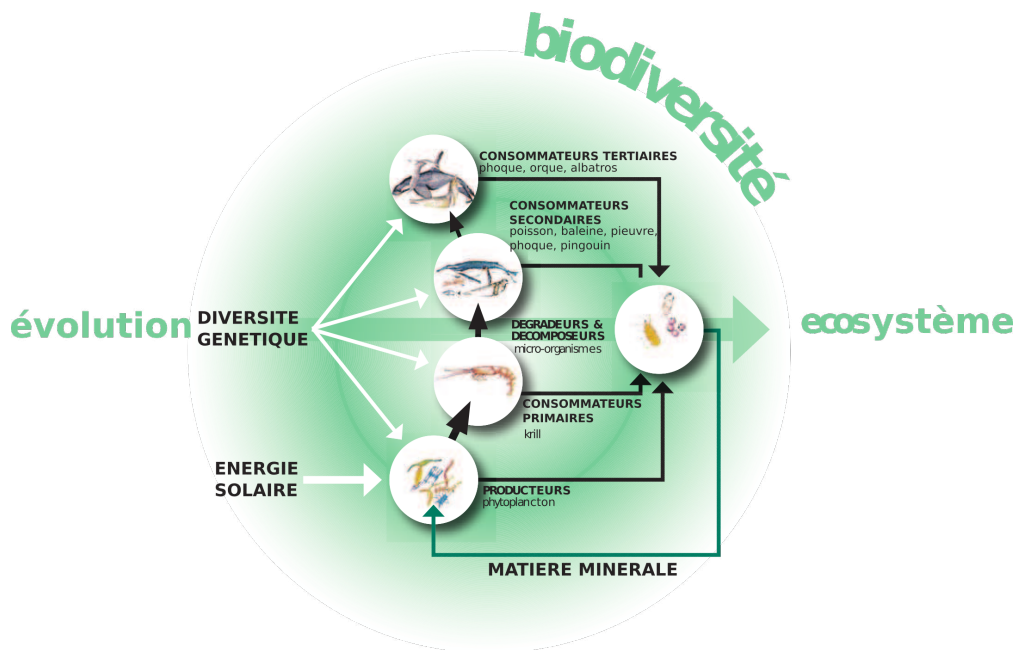 biodiversité
CONSOMMATEURS TERTIAIRES
phoque, orque, albatros
CONSOMMATEURS
SECONDAIRES
poisson, baleine, pieuvre,
phoque, pingouin
évolution
DIVERSITE
GENETIQUE
DEGRADEURS &
DECOMPOSEURS
micro-organismes
ecosystème
CONSOMMATEURS
PRIMAIRES
krill
ENERGIE
SOLAIRE
PRODUCTEURS
phytoplancton
MATIERE MINERALE